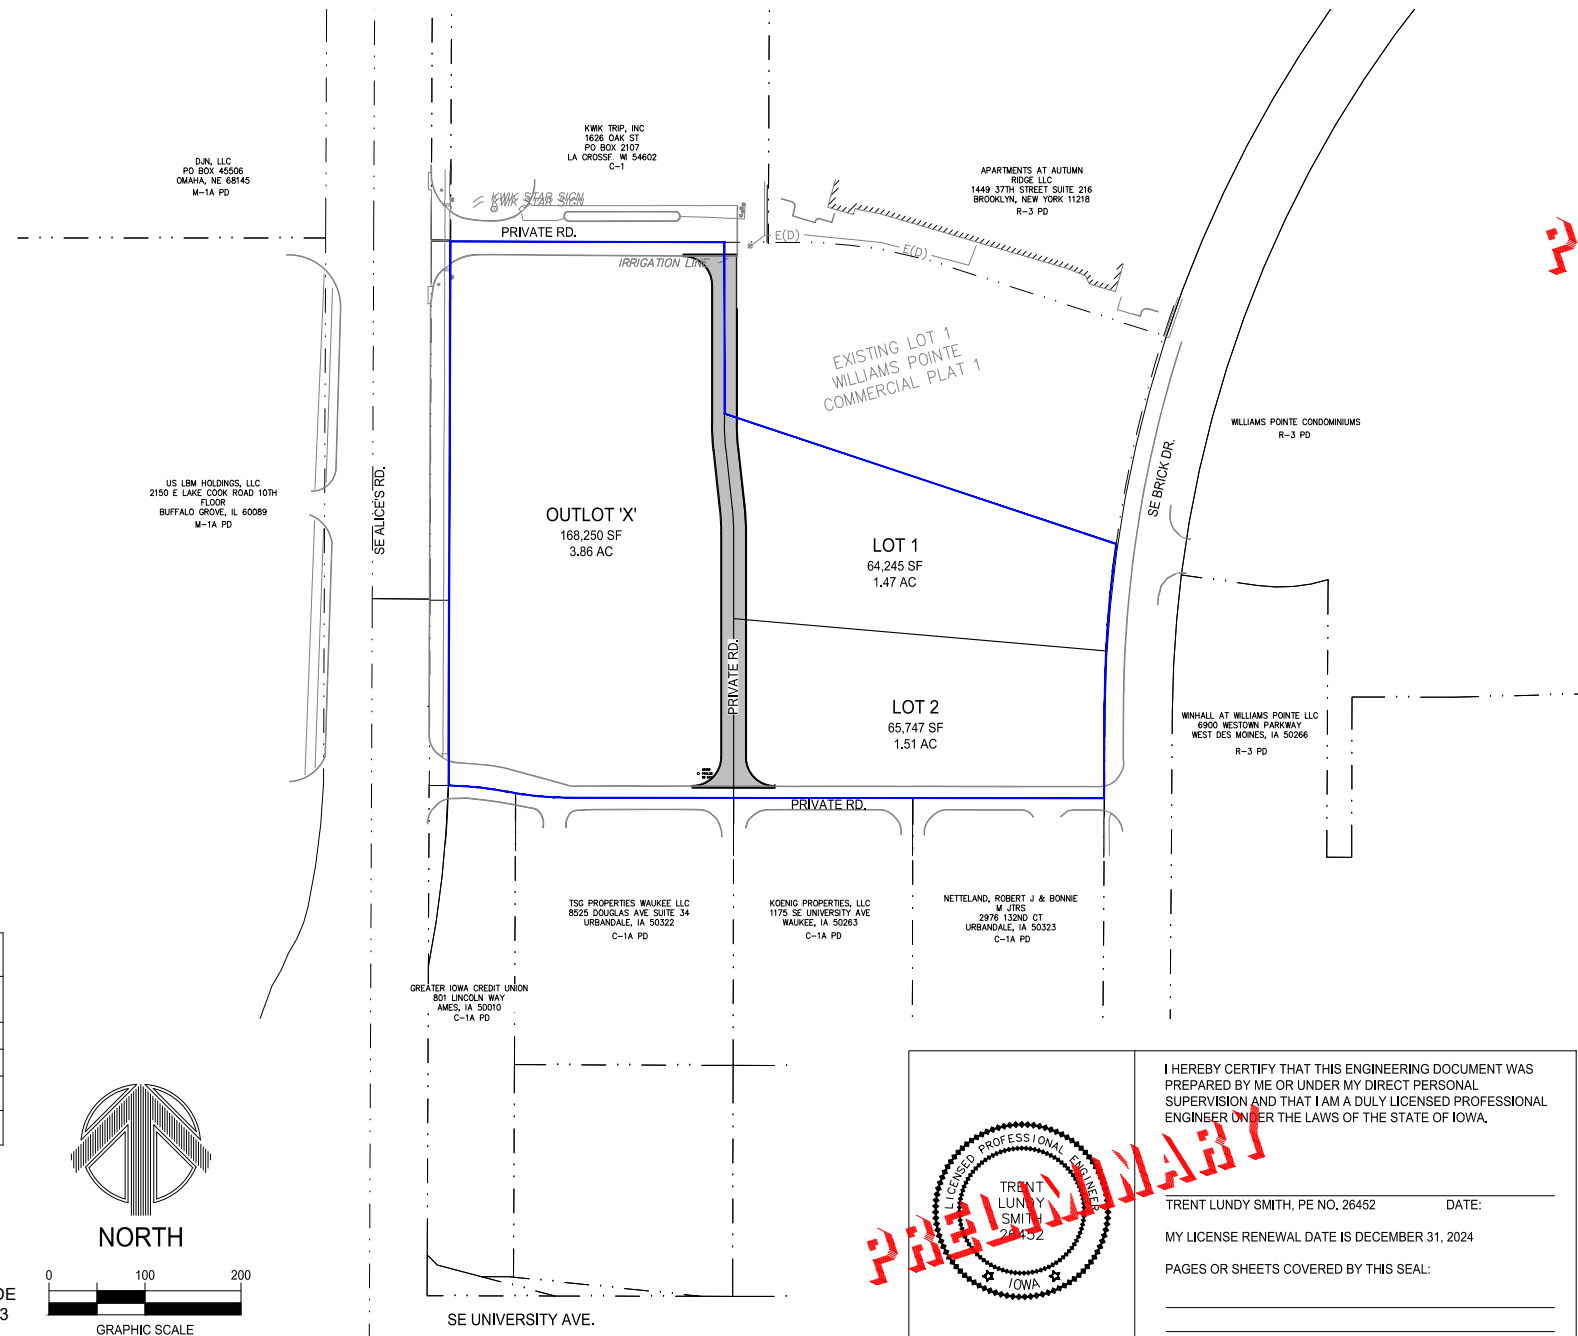 KWIK TRIP, INC
1626 OAK ST
PO BOX 2107
LA CROSSE, WI 54602
C-1
DJN, LLC
PO BOX 45506
OMAHA, NE 68145
M-1A PD
APARTMENTS AT AUTUMN
RIDGE LLC
1449 37TH STREET SUITE 216
BROOKLYN, NEW YORK 11218
R-3 PD
KWIK STAR SIGN
KWIK STAR SIGN
PRIVATE RD.
E(D)
E(D)
IRRIGATION LINE
EXISTING LOT 1
WILLIAMS POINTE
COMMERCIAL PLAT 1
WILLIAMS POINTE CONDOMINIUMS
R-3 PD
US LBM HOLDINGS, LLC
2150 E LAKE COOK ROAD 10TH
FLOOR
BUFFALO GROVE, IL 60089
M-1A PD
SE ALICE'S RD.
OUTLOT 'X'
168,250 SF
3.86 AC
LOT 1
64,245 SF
1.47 AC
SE BRICK DR.
PRIVATE RD.
LOT 2
65,747 SF
1.51 AC
WINHALL AT WILLIAMS POINTE LLC
6900 WESTOWN PARKWAY
WEST DES MOINES, IA 50266
R-3 PD
PRIVATE RD.
TSG PROPERTIES WAUKEE LLC
8525 DOUGLAS AVE SUITE 34
URBANDALE, IA 50322
C-1A PD
KOENIG PROPERTIES, LLC
1175 SE UNIVERSITY AVE
WAUKEE, IA 50263
C-1A PD
NETTELAND, ROBERT J & BONNIE
M JTRS
2976 132ND CT
URBANDALE, IA 50323
C-1A PD
GREATER IOWA CREDIT UNION
801 LINCOLN WAY
AMES, IA 50010
C-1A PD
NORTH
0 100 200
GRAPHIC SCALE
DE
3
SE UNIVERSITY AVE.
I HEREBY CERTIFY THAT THIS ENGINEERING DOCUMENT WAS
PREPARED BY ME OR UNDER MY DIRECT PERSONAL
SUPERVISION AND THAT I AM A DULY LICENSED PROFESSIONAL
ENGINEER UNDER THE LAWS OF THE STATE OF IOWA.
LICENSED PROFESSIONAL ENGINEER
TRENT
LUNDY
SMITH
26452
IOWA
PRELIMINARY
P
TRENT LUNDY SMITH, PE NO. 26452 DATE:
MY LICENSE RENEWAL DATE IS DECEMBER 31, 2024
PAGES OR SHEETS COVERED BY THIS SEAL: